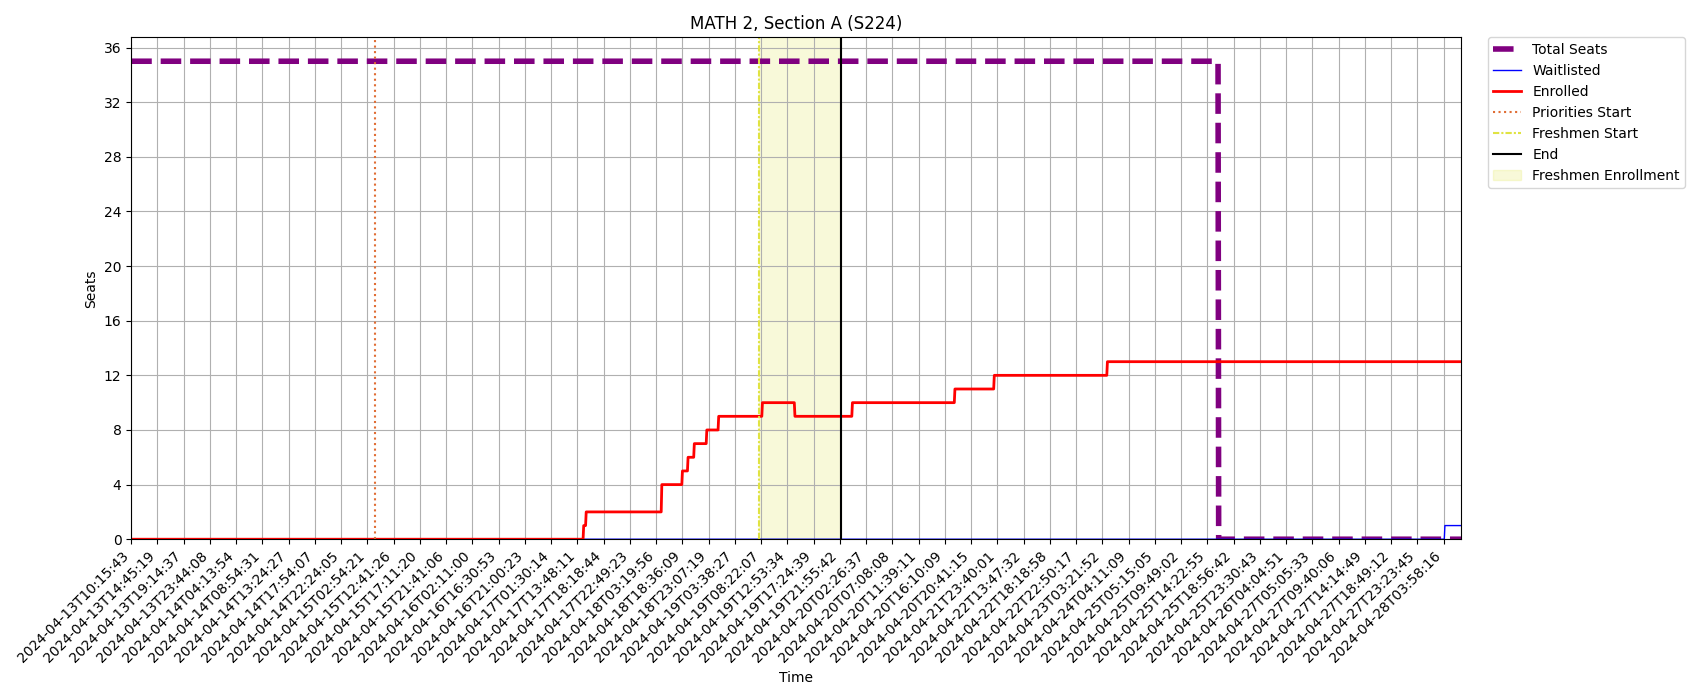 MATH 2, Section A (S224)
Total Seats
Waitlisted
Enrolled
Priorities Start
Freshmen Start
End
Freshmen Enrollment
Seats
36
32
28
24
20
16
12
8
4
0
2024-04-13T10:15:43
2024-04-13T14:45:19
2024-04-13T19:14:37
2024-04-13T23:44:08
2024-04-14T04:13:54
2024-04-14T08:54:31
2024-04-14T13:24:27
2024-04-14T17:54:07
2024-04-14T22:24:05
2024-04-15T02:54:21
2024-04-15T12:41:26
2024-04-15T17:11:20
2024-04-15T21:41:06
2024-04-16T02:11:00
2024-04-16T16:30:53
2024-04-16T21:00:23
2024-04-17T01:30:14
2024-04-17T13:48:11
2024-04-17T18:18:44
2024-04-17T22:49:23
2024-04-18T03:19:56
2024-04-18T18:36:09
2024-04-18T23:07:19
2024-04-19T03:38:27
2024-04-19T08:22:07
2024-04-19T12:53:34
2024-04-19T17:24:39
2024-04-19T21:55:42
2024-04-20T02:26:37
2024-04-20T07:08:08
2024-04-20T11:39:11
2024-04-20T16:10:09
2024-04-20T20:41:15
2024-04-21T23:40:01
2024-04-22T13:47:32
2024-04-22T18:18:58
2024-04-22T22:50:17
2024-04-23T03:21:52
2024-04-24T04:11:09
2024-04-25T05:15:05
2024-04-25T09:49:02
2024-04-25T14:22:55
2024-04-25T18:56:42
2024-04-25T23:30:43
2024-04-26T04:04:51
2024-04-27T05:05:33
2024-04-27T09:40:06
2024-04-27T14:14:49
2024-04-27T18:49:12
2024-04-27T23:23:45
2024-04-28T03:58:16
Time